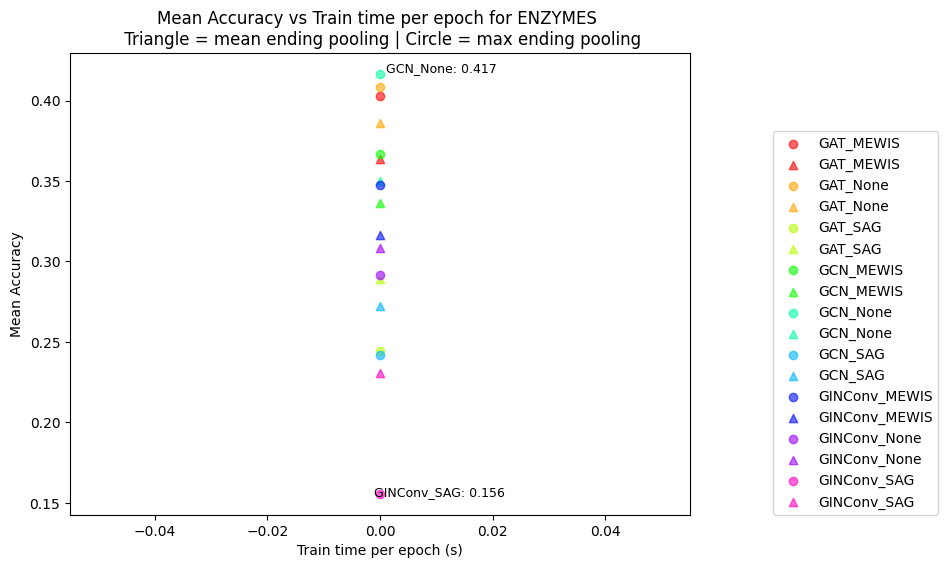 Mean Accuracy vs Train time per epoch for ENZYMES
Triangle = mean ending pooling | Circle = max ending pooling
Mean Accuracy
0.40
0.35
0.30
0.25
0.20
0.15
GCN_None: 0.417
GINConv_SAG: 0.156
−0.04
−0.02
0.00
0.02
0.04
Train time per epoch (s)
GAT_MEWIS
GAT_MEWIS
GAT_None
GAT_None
GAT_SAG
GAT_SAG
GCN_MEWIS
GCN_MEWIS
GCN_None
GCN_None
GCN_SAG
GCN_SAG
GINConv_MEWIS
GINConv_MEWIS
GINConv_None
GINConv_None
GINConv_SAG
GINConv_SAG